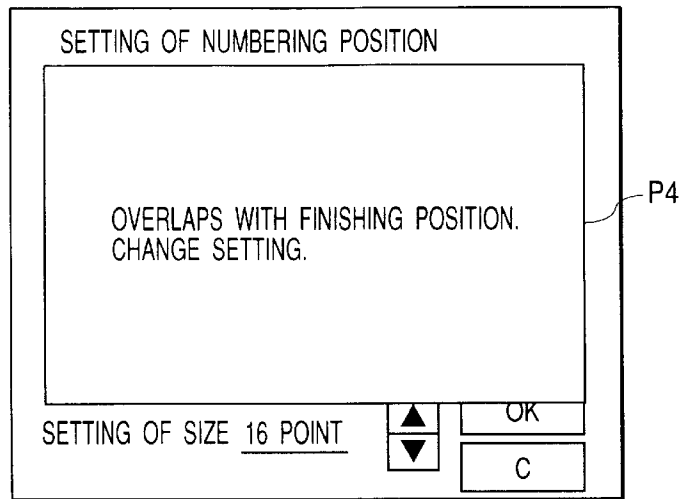 SETTING OF NUMBERING POSITION
OVERLAPS WITH FINISHING POSITION.
CHANGE SETTING.
P4
SETTING OF SIZE 16 POINT
OK
C